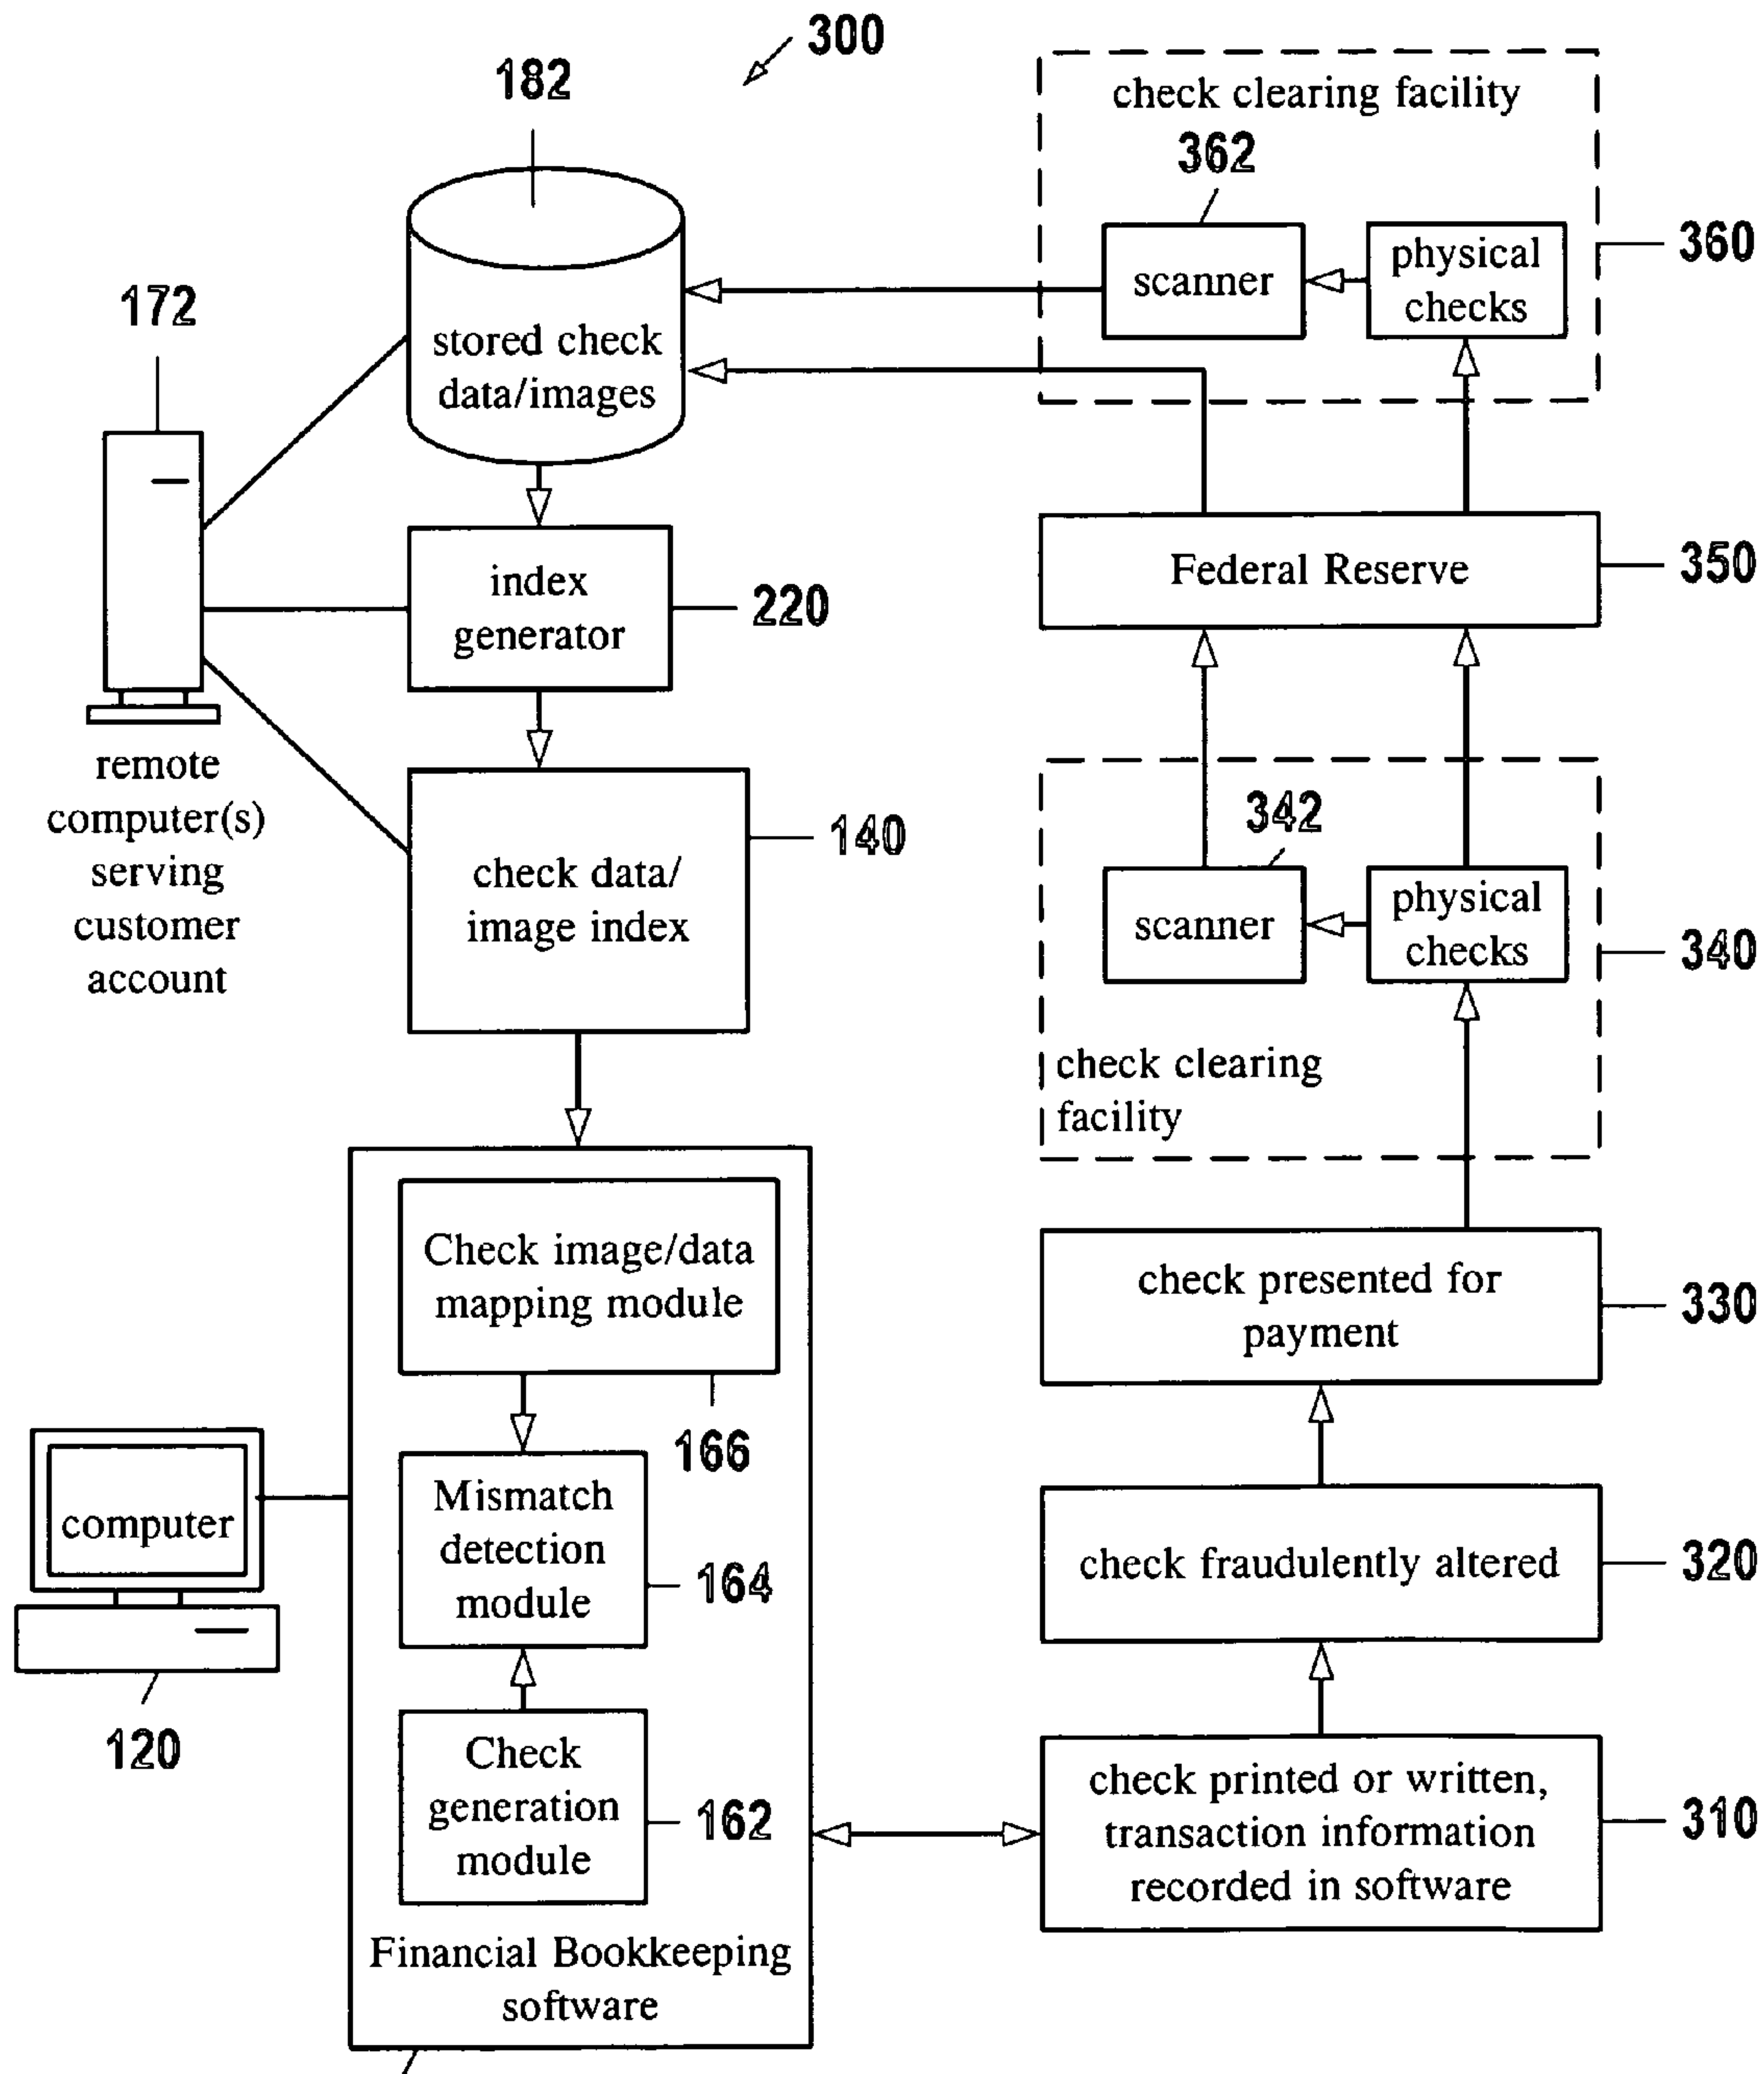 300
182
check clearing facility
362
360
scanner
physical
checks
172
stored check
data/images
Federal Reserve
350
index
generator
220
remote
computer(s)
serving
customer
account
140
check data/
image index
342
scanner
physical
checks
340
check clearing
facility
Check image/data
mapping module
166
check presented for
payment
330
computer
120
Mismatch
detection
module
164
check fraudulently altered
320
Check
generation
module
162
check printed or written,
transaction information
recorded in software
310
Financial Bookkeeping
software